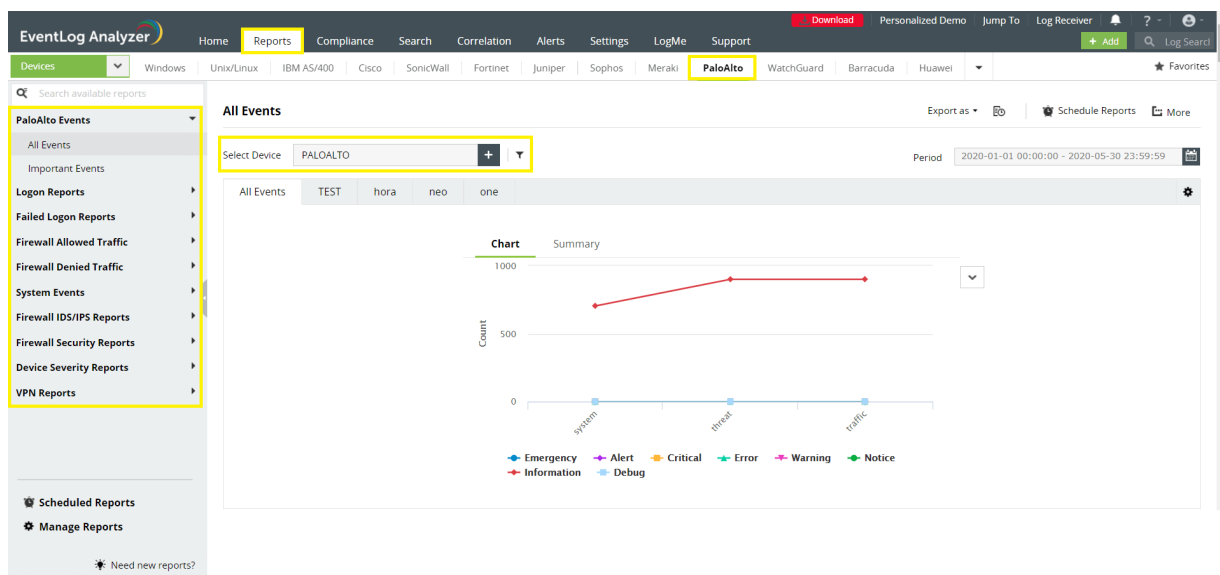 Download Personalized Demo Jump To Log Receiver ?
EventLog Analyzer
Home Reports Compliance Search Correlation Alerts Settings LogMe Support
+ Add Log Searcl
Devices Windows Unix/Linux IBM AS/400 Cisco SonicWall Fortinet Juniper Sophos Meraki PaloAlto WatchGuard Barracuda Huawei Favorites
Search available reports
PaloAlto Events
All Events
Important Events
Logon Reports
Failed Logon Reports
Firewall Allowed Traffic
Firewall Denied Traffic
System Events
Firewall IDS/IPS Reports
Firewall Security Reports
Device Severity Reports
VPN Reports
Scheduled Reports
Manage Reports
Need new reports?
All Events
Export as Schedule Reports More
Select Device PALOALTO +
Period 2020-01-01 00:00:00 - 2020-05-30 23:59:59
All Events TEST hora neo one
Chart Summary
1000
500
0
Count
system threat traffic
Emergency Alert Critical Error Warning Notice
Information Debug